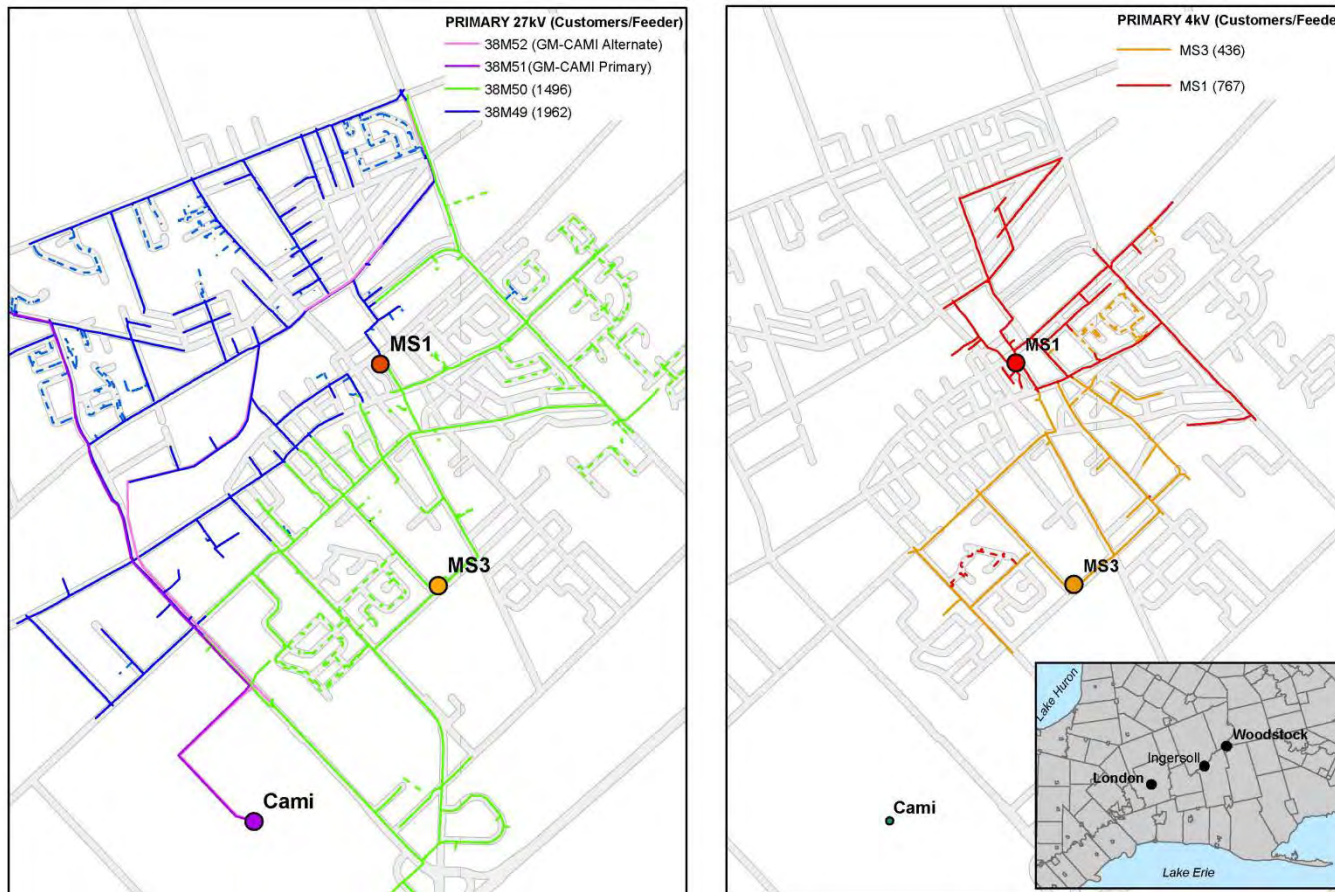 PRIMARY 27kV (Customers/Feeder)
38M52 (GM-CAMI Alternate)
38M51(GM-CAMI Primary)
38M50 (1496)
38M49 (1962)
MS1
MS3
Cami
PRIMARY 4kV (Customers/Feede
MS3 (436)
MS1 (767)
MS1
MS3
Cami
Lake Huron
Woodstock
Ingersoll
London
Lake Erie